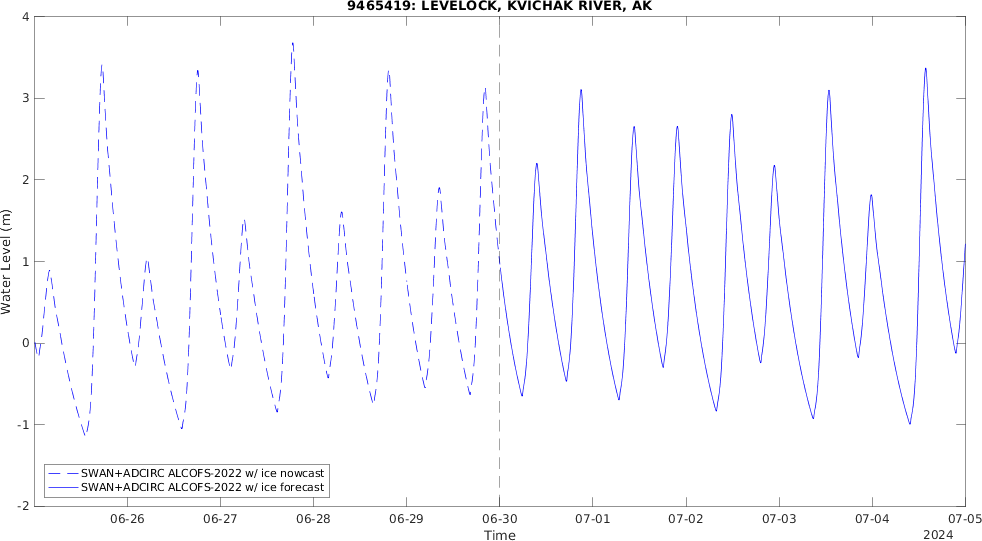 9465419: LEVELOCK, KVICHAK RIVER, AK
4
3
2
1
0
-1
-2
Water Level (m)
SWAN+ADCIRC ALCOFS-2022 w/ ice nowcast
SWAN+ADCIRC ALCOFS-2022 w/ ice forecast
06-26 06-27 06-28 06-29 06-30 07-01 07-02 07-03 07-04 07-05
Time
2024